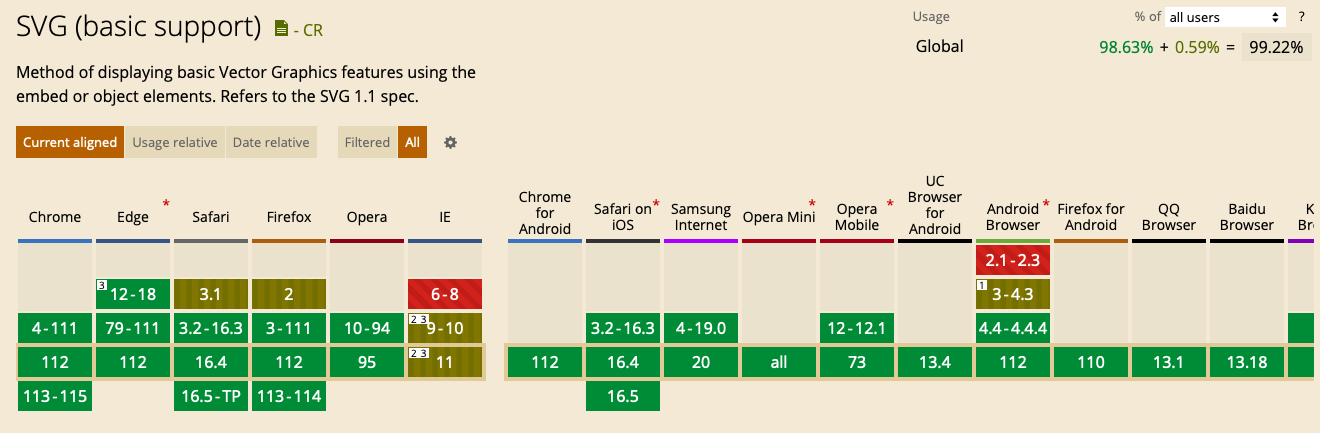 SVG (basic support) - CR
Usage % of all users ?
Global 98.63% + 0.59% = 99.22%
Method of displaying basic Vector Graphics features using the
embed or object elements. Refers to the SVG 1.1 spec.
Current aligned Usage relative Date relative Filtered All
Chrome
Edge *
Safari
Firefox
Opera
IE
Chrome
for
Android
Safari on *
iOS
Samsung
Internet
Opera Mini *
Opera *
Mobile
UC
Browser
for
Android
Android *
Browser
Firefox for
Android
QQ
Browser
Baidu
Browser
2.1-2.3
3 12-18 3.1 2 6-8 1 3-4.3
4-111 79-111 3.2-16.3 3-111 10-94 2 3 9-10 3.2-16.3 4-19.0 12-12.1 4.4-4.4.4
112 112 16.4 112 95 2 3 11 112 16.4 20 all 73 13.4 112 110 13.1 13.18
113-115 16.5-TP 113-114 16.5